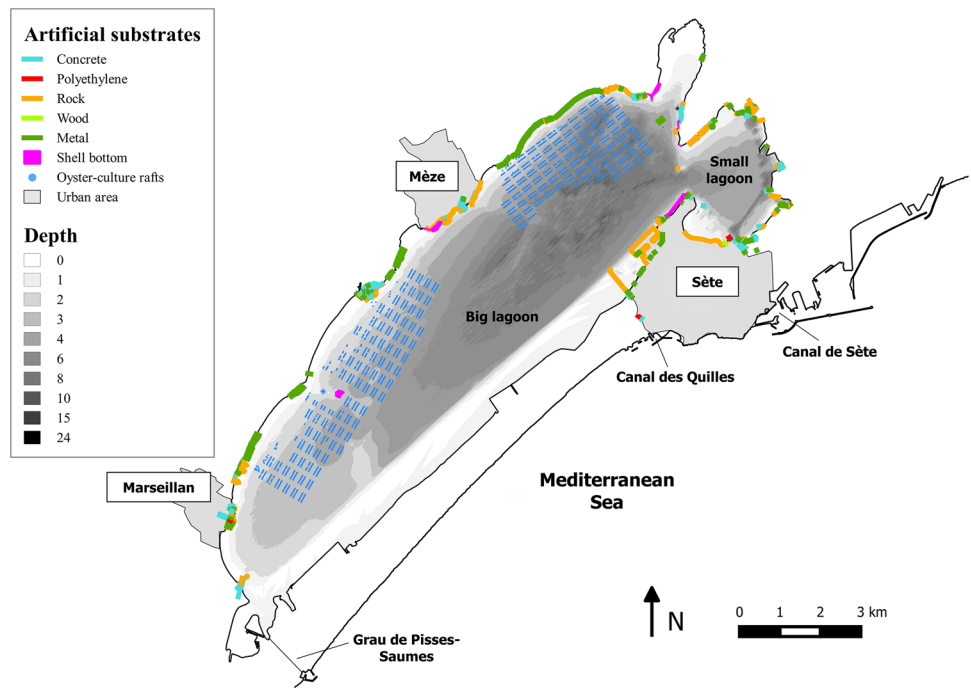 Artificial substrates
Concrete
Polyethylene
Rock
Wood
Metal
Shell bottom
Oyster-culture rafts
Urban area
Depth
0
1
2
3
4
6
8
10
15
24
Mèze
Small
lagoon
Sète
Big lagoon
Canal de Sète
Canal des Quilles
Marseillan
Mediterranean
Sea
N
0 1 2 3 km
Grau de Pisses-
Saumes